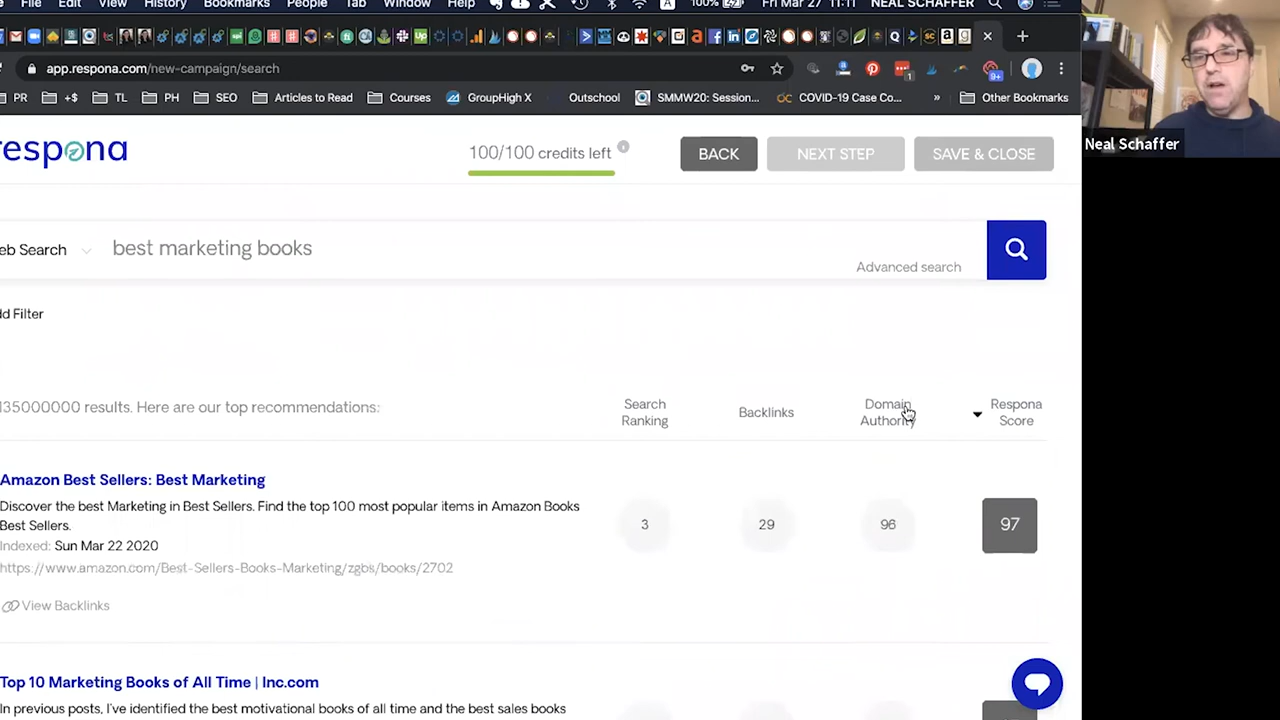 File Edit View History Bookmarks People Tab Window Help 100% Fri Mar 27 11:11 NEAL SCHAFFER
app.respona.com/new-campaign/search
PR +$ TL PH SEO Articles to Read Courses GroupHigh X Outschool SMMW20: Session... COVID-19 Case Co... » Other Bookmarks
respona
100/100 credits left
BACK NEXT STEP SAVE & CLOSE
Neal Schaffer
eb Search best marketing books
Advanced search
dd Filter
135000000 results. Here are our top recommendations:
Search Ranking Backlinks Domain Authority Respona Score
Amazon Best Sellers: Best Marketing
Discover the best Marketing in Best Sellers. Find the top 100 most popular items in Amazon Books
Best Sellers.
3 29 96 97
Indexed: Sun Mar 22 2020
https://www.amazon.com/Best-Sellers-Books-Marketing/zgbs/books/2702
View Backlinks
Top 10 Marketing Books of All Time | Inc.com
In previous posts, I've identified the best motivational books of all time and the best sales books